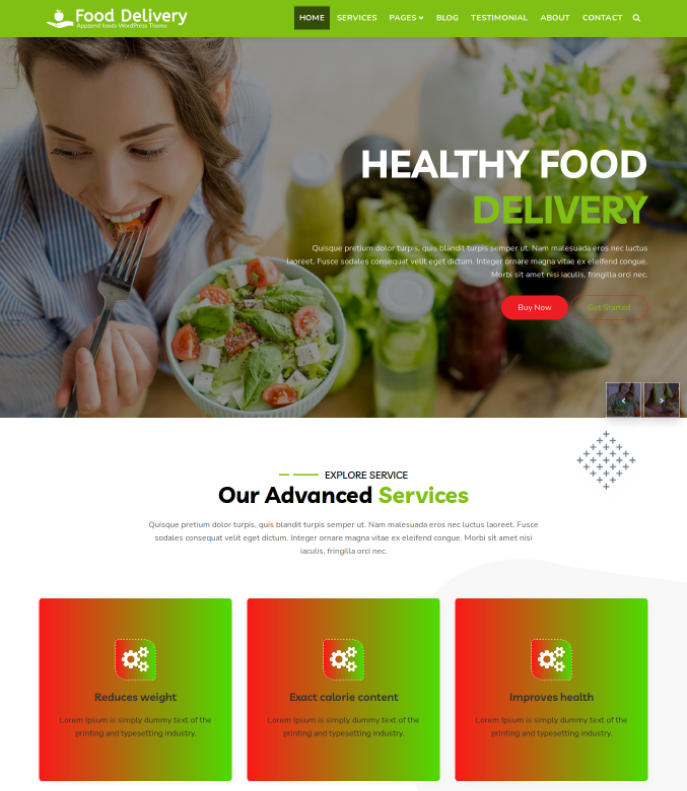 Food Delivery
Appzend foods WordPress Theme
HOME SERVICES PAGES BLOG TESTIMONIAL ABOUT CONTACT
HEALTHY FOOD
DELIVERY
Quisque pretium dolor turpis, quis blandit turpis semper ut. Nam malesuada eros nec luctus
laoreet. Fusce sodales consequat velit eget dictum. Integer ornare magna vitae ex eleifend congue.
Morbi sit amet nisi iaculis, fringilla orci nec.
Buy Now Get Started
EXPLORE SERVICE
Our Advanced Services
Quisque pretium dolor turpis, quis blandit turpis semper ut. Nam malesuada eros nec luctus laoreet. Fusce
sodales consequat velit eget dictum. Integer ornare magna vitae ex eleifend congue. Morbi sit amet nisi
iaculis, fringilla orci nec.
Reduces weight
Lorem Ipsum is simply dummy text of the
printing and typesetting industry.
Exact calorie content
Lorem Ipsum is simply dummy text of the
printing and typesetting industry.
Improves health
Lorem Ipsum is simply dummy text of the
printing and typesetting industry.